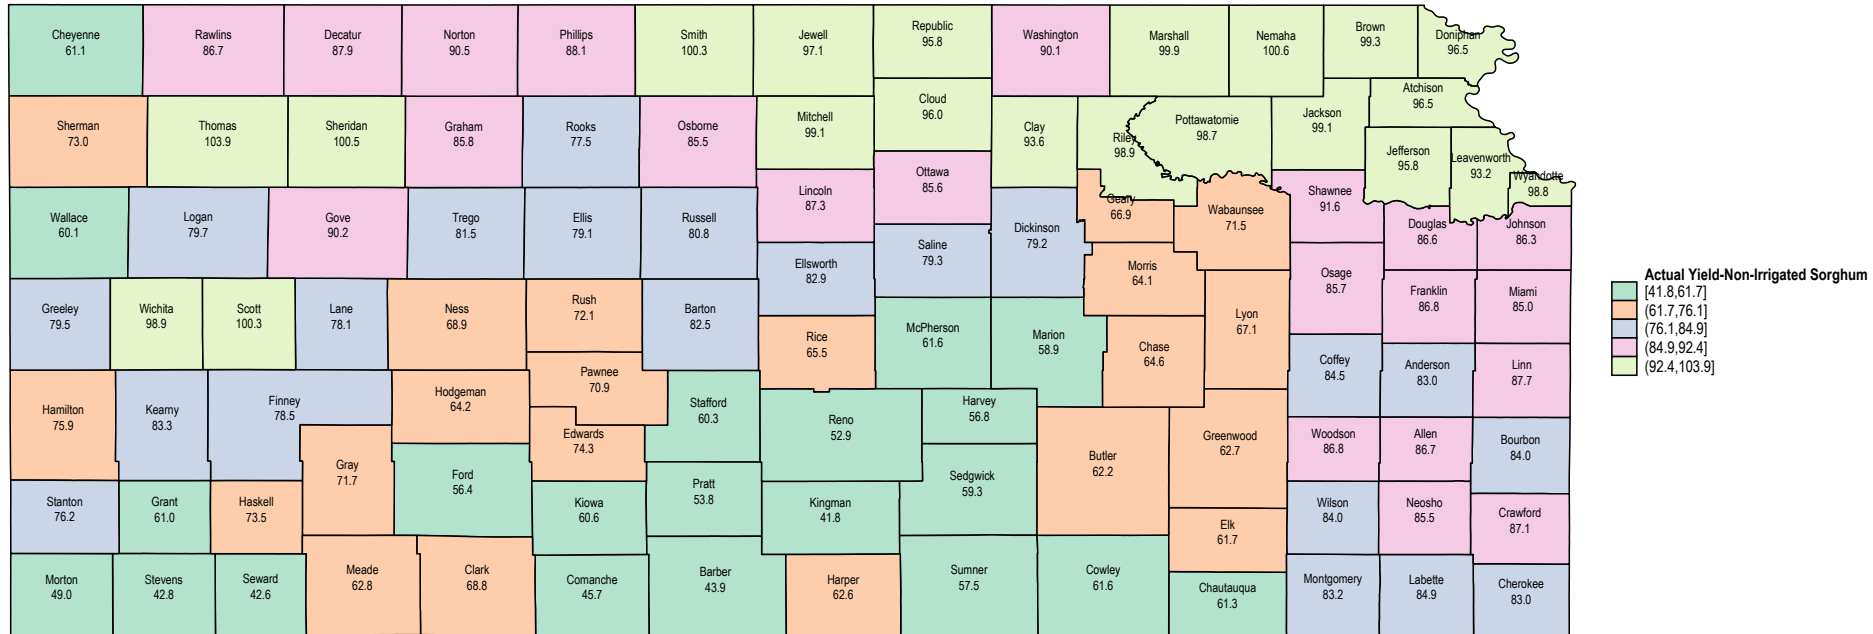 Cheyenne
61.1
Rawlins
86.7
Decatur
87.9
Norton
90.5
Phillips
88.1
Smith
100.3
Jewell
97.1
Republic
95.8
Washington
90.1
Marshall
99.9
Nemaha
100.6
Brown
99.3
Doniphan
96.5
Sherman
73.0
Thomas
103.9
Sheridan
100.5
Graham
85.8
Rooks
77.5
Osborne
85.5
Mitchell
99.1
Cloud
96.0
Clay
93.6
Riley
98.9
Pottawatomie
98.7
Jackson
99.1
Atchison
96.5
Jefferson
95.8
Leavenworth
93.2
Wyandotte
98.8
Wallace
60.1
Logan
79.7
Gove
90.2
Trego
81.5
Ellis
79.1
Russell
80.8
Lincoln
87.3
Ottawa
85.6
Saline
79.3
Dickinson
79.2
Geary
66.9
Wabaunsee
71.5
Shawnee
91.6
Douglas
86.6
Johnson
86.3
Ellsworth
82.9
Morris
64.1
Osage
85.7
Franklin
86.8
Miami
85.0
Greeley
79.5
Wichita
98.9
Scott
100.3
Lane
78.1
Ness
68.9
Rush
72.1
Barton
82.5
Rice
65.5
McPherson
61.6
Marion
58.9
Chase
64.6
Lyon
67.1
Coffey
84.5
Anderson
83.0
Linn
87.7
Hamilton
75.9
Kearny
83.3
Finney
78.5
Hodgeman
64.2
Pawnee
70.9
Stafford
60.3
Reno
52.9
Harvey
56.8
Edwards
74.3
Gray
71.7
Ford
56.4
Butler
62.2
Greenwood
62.7
Woodson
86.8
Allen
86.7
Bourbon
84.0
Stanton
76.2
Grant
61.0
Haskell
73.5
Kiowa
60.6
Pratt
53.8
Kingman
41.8
Sedgwick
59.3
Elk
61.7
Wilson
84.0
Neosho
85.5
Crawford
87.1
Morton
49.0
Stevens
42.8
Seward
42.6
Meade
62.8
Clark
68.8
Comanche
45.7
Barber
43.9
Harper
62.6
Sumner
57.5
Cowley
61.6
Chautauqua
61.3
Montgomery
83.2
Labette
84.9
Cherokee
83.0
Actual Yield-Non-Irrigated Sorghum
[41.8,61.7]
(61.7,76.1]
(76.1,84.9]
(84.9,92.4]
(92.4,103.9]